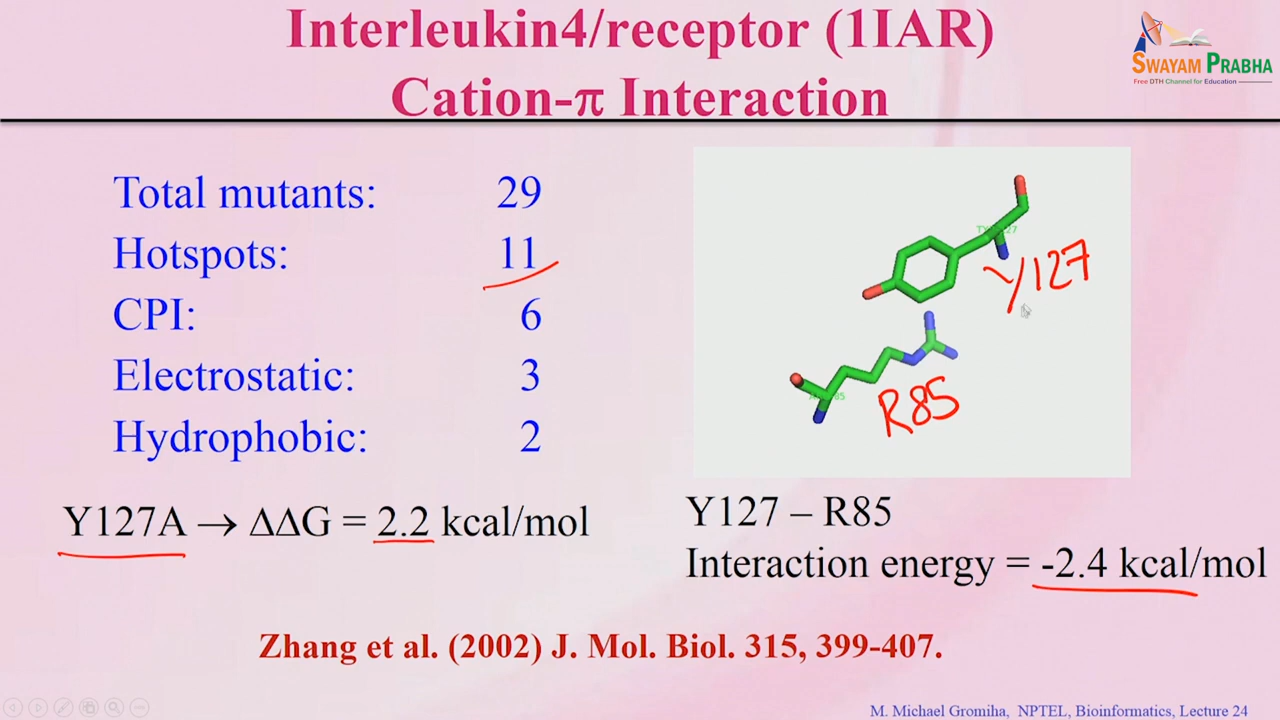 Interleukin4/receptor (1IAR)
Cation-π Interaction
SWAYAM PRABHA
Free DTH Channel for Education
Total mutants: 29
Hotspots: 11
CPI: 6
Electrostatic: 3
Hydrophobic: 2
Y127
R85
Y127A → ΔΔG = 2.2 kcal/mol
Y127 – R85
Interaction energy = -2.4 kcal/mol
Zhang et al. (2002) J. Mol. Biol. 315, 399-407.
M. Michael Gromiha, NPTEL, Bioinformatics, Lecture 24